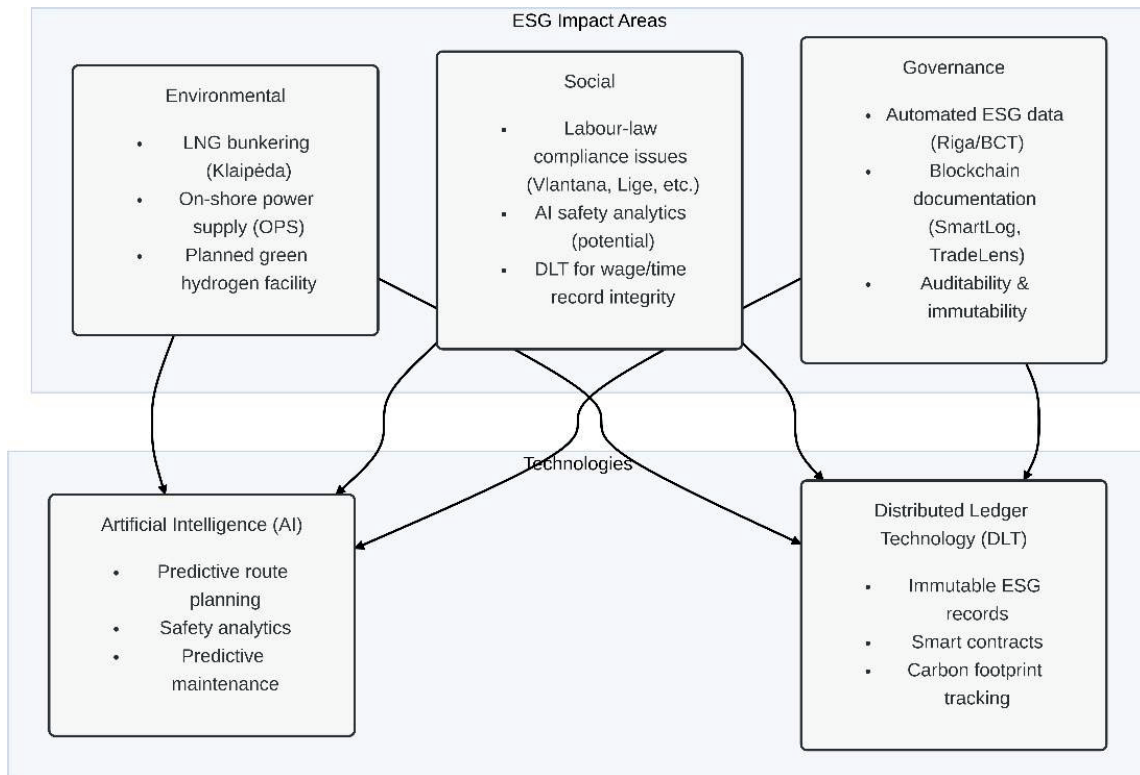 ESG Impact Areas
Environmental
• LNG bunkering
(Klaipėda)
• On-shore power
supply (OPS)
• Planned green
hydrogen facility
Social
▪ Labour-law
compliance issues
(Vlantana, Lige, etc.)
▪ AI safety analytics
(potential)
▪ DLT for wage/time
record integrity
Governance
• Automated ESG data
(Riga/BCT)
• Blockchain
documentation
(SmartLog,
TradeLens)
• Auditability &
immutability
Technologies
Artificial Intelligence (AI)
• Predictive route
planning
• Safety analytics
• Predictive
maintenance
Distributed Ledger
Technology (DLT)
▪ Immutable ESG
records
▪ Smart contracts
▪ Carbon footprint
tracking